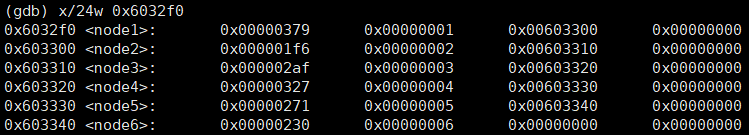 (gdb) x/24w 0x6032f0
0x6032f0 <node1>: 0x00000379 0x00000001 0x00603300 0x00000000
0x603300 <node2>: 0x000001f6 0x00000002 0x00603310 0x00000000
0x603310 <node3>: 0x000002af 0x00000003 0x00603320 0x00000000
0x603320 <node4>: 0x00000327 0x00000004 0x00603330 0x00000000
0x603330 <node5>: 0x00000271 0x00000005 0x00603340 0x00000000
0x603340 <node6>: 0x00000230 0x00000006 0x00000000 0x00000000